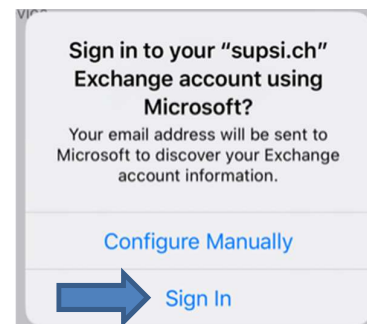 Sign in to your “supsi.ch”
Exchange account using
Microsoft?
Your email address will be sent to
Microsoft to discover your Exchange
account information.
Configure Manually
Sign In